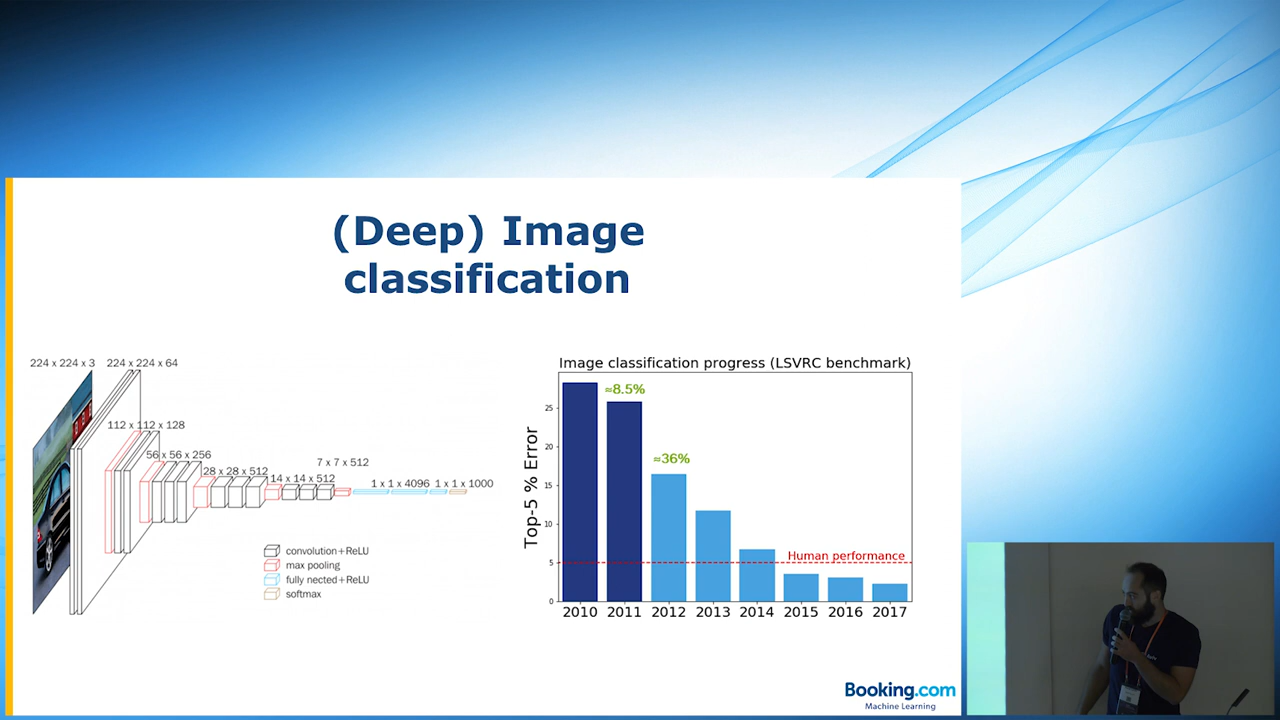 (Deep) Image
classification
224 x 224 x 3
224 x 224 x 64
112 x 112 x 128
56 x 56 x 256
28 x 28 x 512
14 x 14 x 512
7 x 7 x 512
1 x 1 x 4096
1 x 1 x 1000
convolution+ReLU
max pooling
fully nected+ReLU
softmax
Image classification progress (LSVRC benchmark)
Top-5 % Error
25
20
15
10
5
0
≈8.5%
≈36%
Human performance
2010 2011 2012 2013 2014 2015 2016 2017
Booking.com
Machine Learning